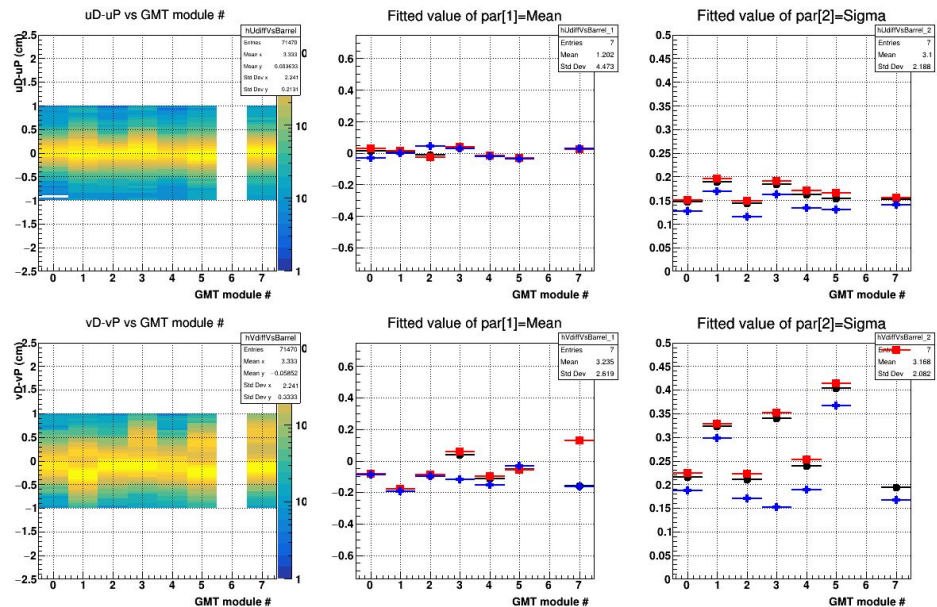 uD-uP vs GMT module #
hUdiffVsBarrel
Entries 71470
Mean x 3.333
Mean y 0.003633
Std Dev x 2.241
Std Dev y 0.2131
uD-uP (cm)
2.5
2
1.5
1
0.5
0
−0.5
−1
−1.5
−2
−2.5
0 1 2 3 4 5 6 7
GMT module #
10
10
1
Fitted value of par[1]=Mean
hUdiffVsBarrel_1
Entries 7
Mean 1.202
Std Dev 4.473
0.6
0.4
0.2
0
−0.2
−0.4
−0.6
0 1 2 3 4 5 6 7
GMT module #
Fitted value of par[2]=Sigma
hUdiffVsBarrel_2
Entries 7
Mean 3.1
Std Dev 2.188
0.5
0.45
0.4
0.35
0.3
0.25
0.2
0.15
0.1
0.05
0
0 1 2 3 4 5 6 7
GMT module #
vD-vP vs GMT module #
hVdiffVsBarrel
Entries 71470
Mean x 3.333
Mean y −0.05852
Std Dev x 2.241
Std Dev y 0.3333
vD-vP (cm)
2.5
2
1.5
1
0.5
0
−0.5
−1
−1.5
−2
−2.5
0 1 2 3 4 5 6 7
GMT module #
10
10
1
Fitted value of par[1]=Mean
hVdiffVsBarrel_1
Entries 7
Mean 3.235
Std Dev 2.619
0.6
0.4
0.2
0
−0.2
−0.4
−0.6
0 1 2 3 4 5 6 7
GMT module #
Fitted value of par[2]=Sigma
hVdiffVsBarrel_2
Entries 7
Mean 3.168
Std Dev 2.082
0.5
0.45
0.4
0.35
0.3
0.25
0.2
0.15
0.1
0.05
0
0 1 2 3 4 5 6 7
GMT module #